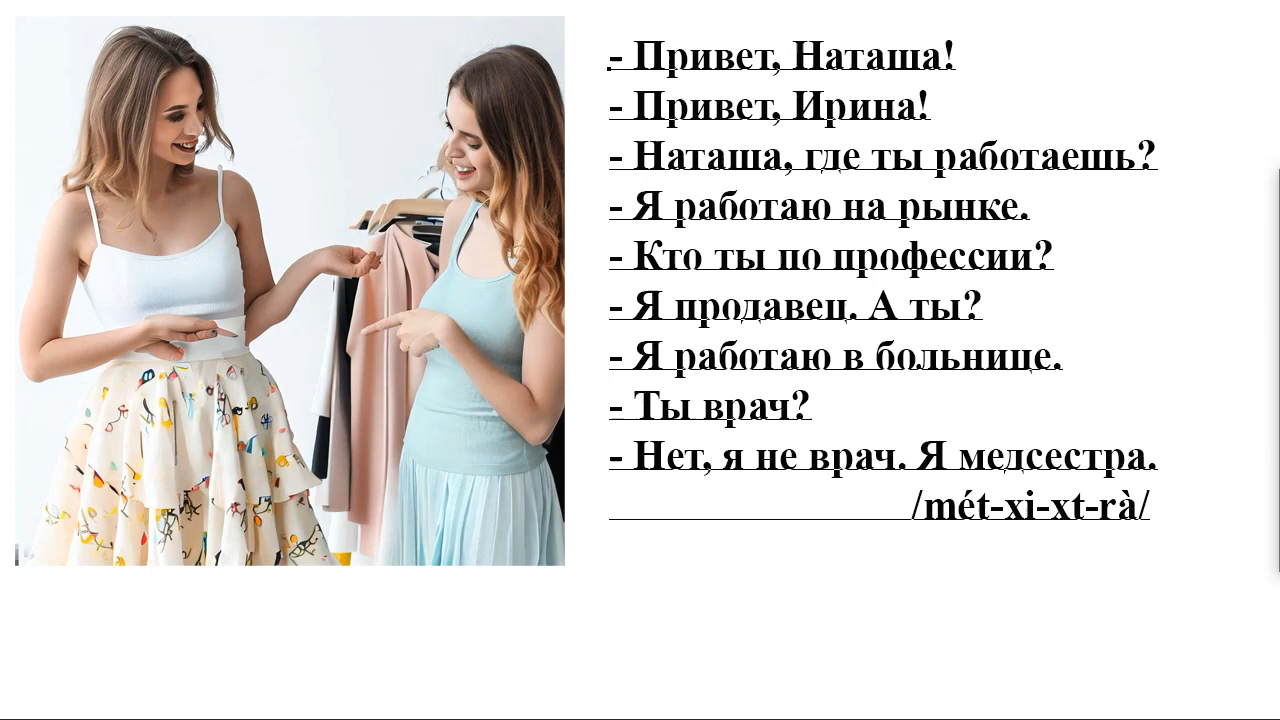 - Привет, Наташа!
- Привет, Ирина!
- Наташа, где ты работаешь?
- Я работаю на рынке.
- Кто ты по профессии?
- Я продавец. А ты?
- Я работаю в больнице.
- Ты врач?
- Нет, я не врач. Я медсестра.
/mét-xi-xt-rà/